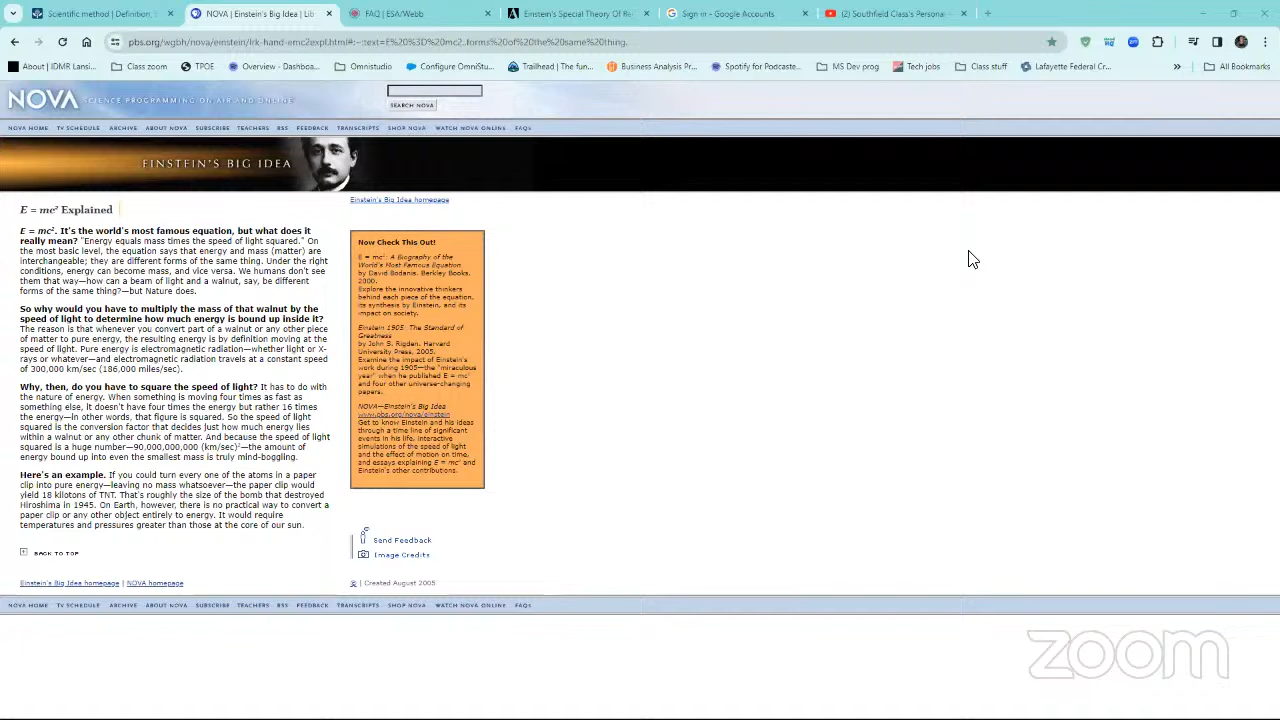 Scientific method | Definition, S
NOVA | Einstein's Big Idea | Lib
FAQ | ESA/Webb
Einstein's Special Theory Of Re
Sign in - Google Accounts
(2) Southfield Class's Personal
pbs.org/wgbh/nova/einstein/lrk-hand-emc2expl.html#:~:text=E%20%3D%20mc2.,forms%20of%20the%20same%20thing.
About | IDMR Lansi...
Class zoom
TPOE
Overview - Dashboa...
Omnistudio
Configure OmniStu...
Trailhead | The fun...
Business Analysis Pr...
Spotify for Podcaste...
MS Dev prog
Tech jobs
Class stuff
Lafayette Federal Cr...
»
All Bookmarks
NOVA SCIENCE PROGRAMMING ON AIR AND ONLINE
SEARCH NOVA
NOVA HOME TV SCHEDULE ARCHIVE ABOUT NOVA SUBSCRIBE TEACHERS RSS FEEDBACK TRANSCRIPTS SHOP NOVA WATCH NOVA ONLINE FAQs
EINSTEIN'S BIG IDEA
E = mc² Explained
E = mc². It's the world's most famous equation, but what does it
really mean? "Energy equals mass times the speed of light squared." On
the most basic level, the equation says that energy and mass (matter) are
interchangeable; they are different forms of the same thing. Under the right
conditions, energy can become mass, and vice versa. We humans don't see
them that way—how can a beam of light and a walnut, say, be different
forms of the same thing?—but Nature does.
So why would you have to multiply the mass of that walnut by the
speed of light to determine how much energy is bound up inside it?
The reason is that whenever you convert part of a walnut or any other piece
of matter to pure energy, the resulting energy is by definition moving at the
speed of light. Pure energy is electromagnetic radiation—whether light or X-
rays or whatever—and electromagnetic radiation travels at a constant speed
of 300,000 km/sec (186,000 miles/sec).
Why, then, do you have to square the speed of light? It has to do with
the nature of energy. When something is moving four times as fast as
something else, it doesn't have four times the energy but rather 16 times
the energy—in other words, that figure is squared. So the speed of light
squared is the conversion factor that decides just how much energy lies
within a walnut or any other chunk of matter. And because the speed of light
squared is a huge number—90,000,000,000 (km/sec)²—the amount of
energy bound up into even the smallest mass is truly mind-boggling.
Here's an example. If you could turn every one of the atoms in a paper
clip into pure energy—leaving no mass whatsoever—the paper clip would
yield 18 kilotons of TNT. That's roughly the size of the bomb that destroyed
Hiroshima in 1945. On Earth, however, there is no practical way to convert a
paper clip or any other object entirely to energy. It would require
temperatures and pressures greater than those at the core of our sun.
BACK TO TOP
Einstein's Big Idea homepage | NOVA homepage
Einstein's Big Idea homepage
Now Check This Out!
E = mc²: A Biography of the
World's Most Famous Equation
by David Bodanis. Berkley Books,
2000.
Explore the innovative thinkers
behind each piece of the equation,
its synthesis by Einstein, and its
impact on society.
Einstein 1905: The Standard of
Greatness
by John S. Rigden. Harvard
University Press, 2005.
Examine the impact of Einstein's
work during 1905—the "miraculous
year" when he published E = mc²
and four other universe-changing
papers.
NOVA—Einstein's Big Idea
www.pbs.org/nova/einstein
Get to know Einstein and his ideas
through a time line of significant
events in his life, interactive
simulations of the speed of light
and the effect of motion on time,
and essays explaining E = mc² and
Einstein's other contributions.
Send Feedback
Image Credits
| Created August 2005
NOVA HOME TV SCHEDULE ARCHIVE ABOUT NOVA SUBSCRIBE TEACHERS RSS FEEDBACK TRANSCRIPTS SHOP NOVA WATCH NOVA ONLINE FAQs
zoom